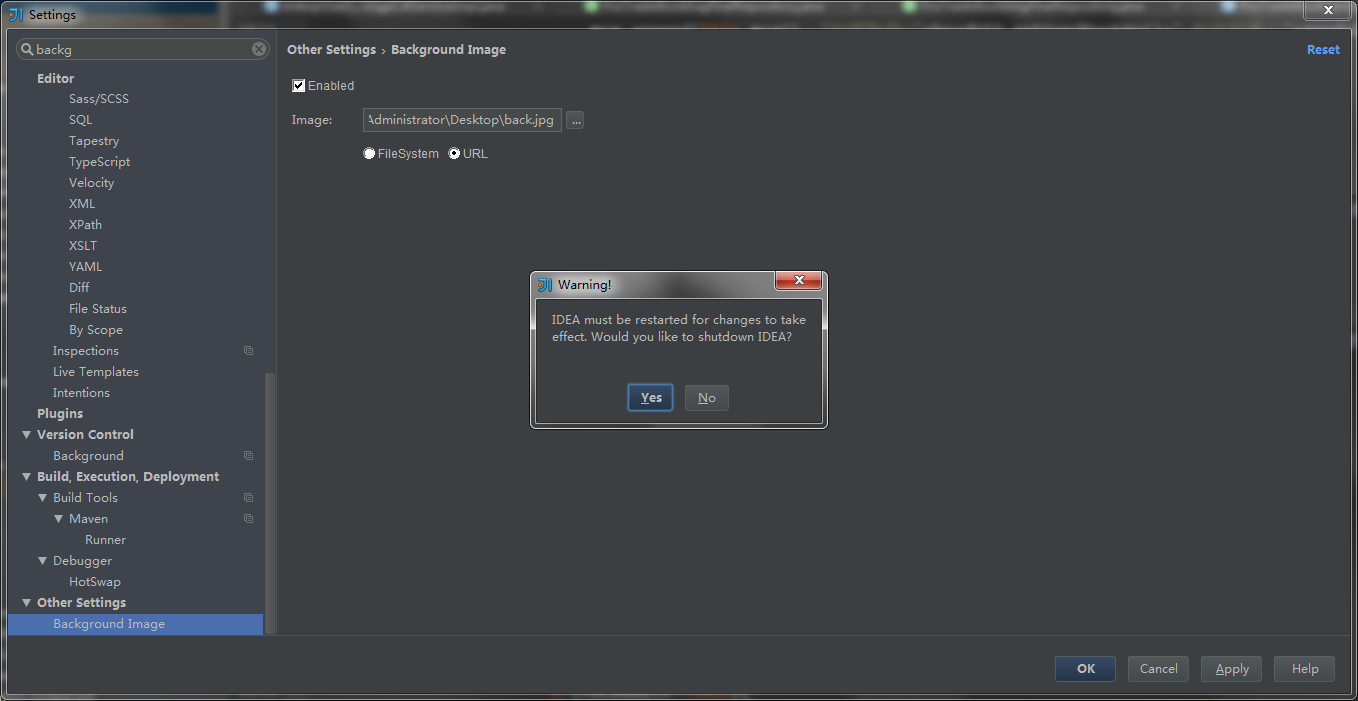 Settings
backg
Editor
Sass/SCSS
SQL
Tapestry
TypeScript
Velocity
XML
XPath
XSLT
YAML
Diff
File Status
By Scope
Inspections
Live Templates
Intentions
Plugins
Version Control
Background
Build, Execution, Deployment
Build Tools
Maven
Runner
Debugger
HotSwap
Other Settings
Background Image
Other Settings › Background Image
Reset
Enabled
Image:
Administrator\Desktop\back.jpg
...
FileSystem
URL
Warning!
IDEA must be restarted for changes to take
effect. Would you like to shutdown IDEA?
Yes
No
OK
Cancel
Apply
Help